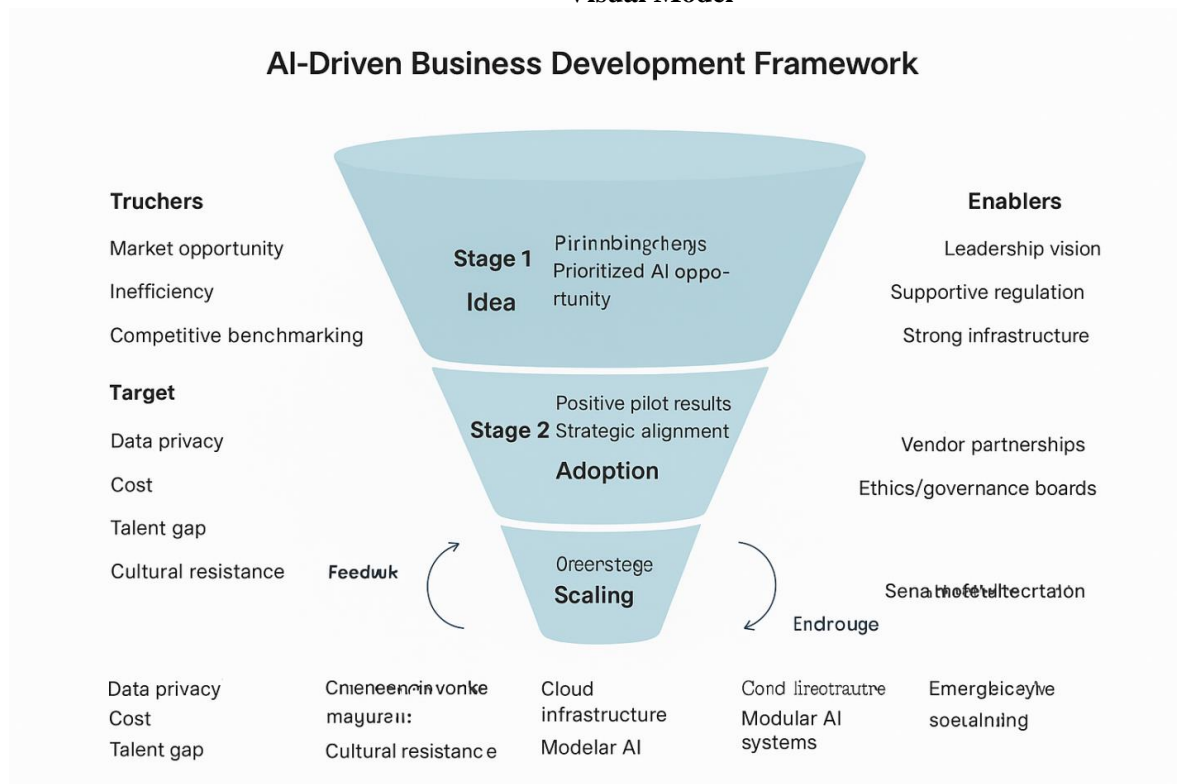 Visual Model
AI-Driven Business Development Framework
Truchers
Market opportunity
Inefficiency
Competitive benchmarking
Target
Data privacy
Cost
Talent gap
Cultural resistance
Stage 1
Idea
Prioritized AI oppo-
rtunity
Stage 2
Positive pilot results
Strategic alignment
Adoption
Oreerstege
Scaling
Enablers
Leadership vision
Supportive regulation
Strong infrastructure
Vendor partnerships
Ethics/governance boards
Endrouge
Data privacy
Cost
Talent gap
Cultural resistance
Cloud
infrastructure
Modelar AI
Modular AI
systems